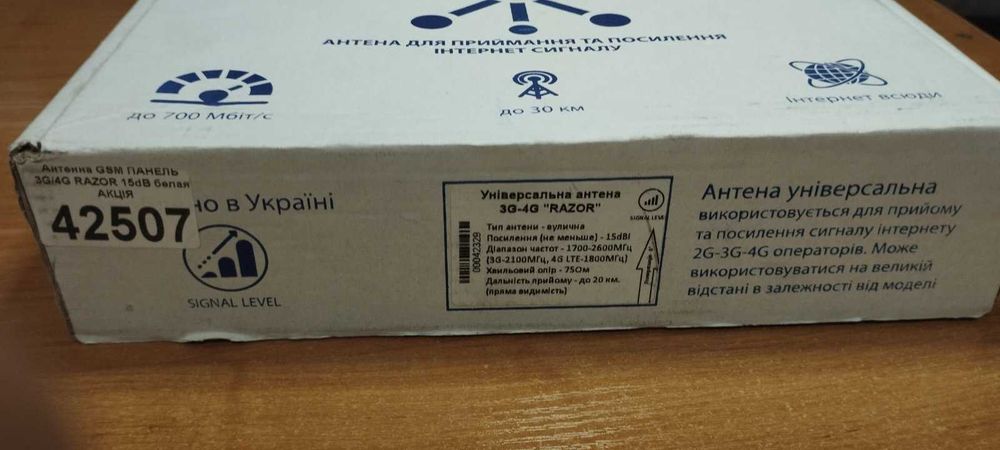 АНТЕНА ДЛЯ ПРИЙМАННЯ ТА ПОСИЛЕННЯ
ІНТЕРНЕТ СИГНАЛУ
до 700 Мбіт/с
до 30 км
Інтернет всюди
Антенна GSM ПАНЕЛЬ
3G/4G RAZOR 15dB белая
АКЦІЯ
42507
но в Україні
SIGNAL LEVEL
Універсальна антена
3G-4G "RAZOR"
SIGNAL LEVEL
Тип антени - вулична
Посилення (не меньше) - 15dBI
Діапазон частот - 1700-2600МГц
(3G-2100МГц, 4G LTE-1800МГц)
Хвильовий опір - 75Ом
Дальність прийому - до 20 км.
(пряма видимість)
00042329
Антена універсальна
використовується для прийому
та посилення сигналу інтернету
2G-3G-4G операторів. Може
використовуватися на великій
відстані в залежності від моделі